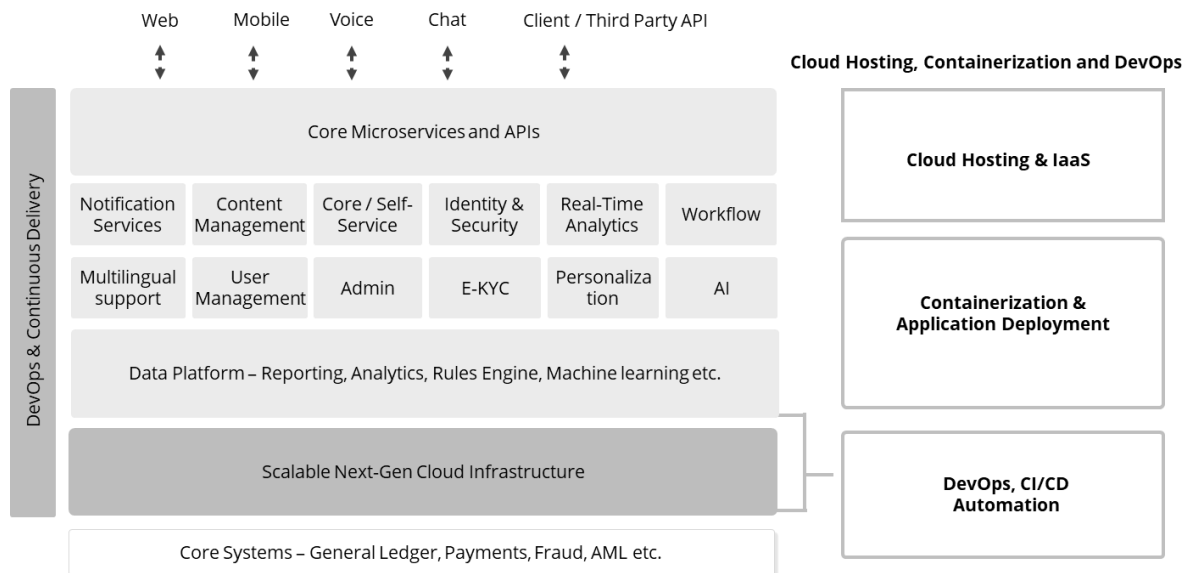 Web
Mobile
Voice
Chat
Client / Third Party API
Cloud Hosting, Containerization and DevOps
DevOps & Continuous Delivery
Core Microservices and APIs
Notification
Services
Content
Management
Core / Self-
Service
Identity &
Security
Real-Time
Analytics
Workflow
Multilingual
support
User
Management
Admin
E-KYC
Personaliza
tion
AI
Data Platform – Reporting, Analytics, Rules Engine, Machine learning etc.
Scalable Next-Gen Cloud Infrastructure
Core Systems – General Ledger, Payments, Fraud, AML etc.
Cloud Hosting & IaaS
Containerization &
Application Deployment
DevOps, CI/CD
Automation